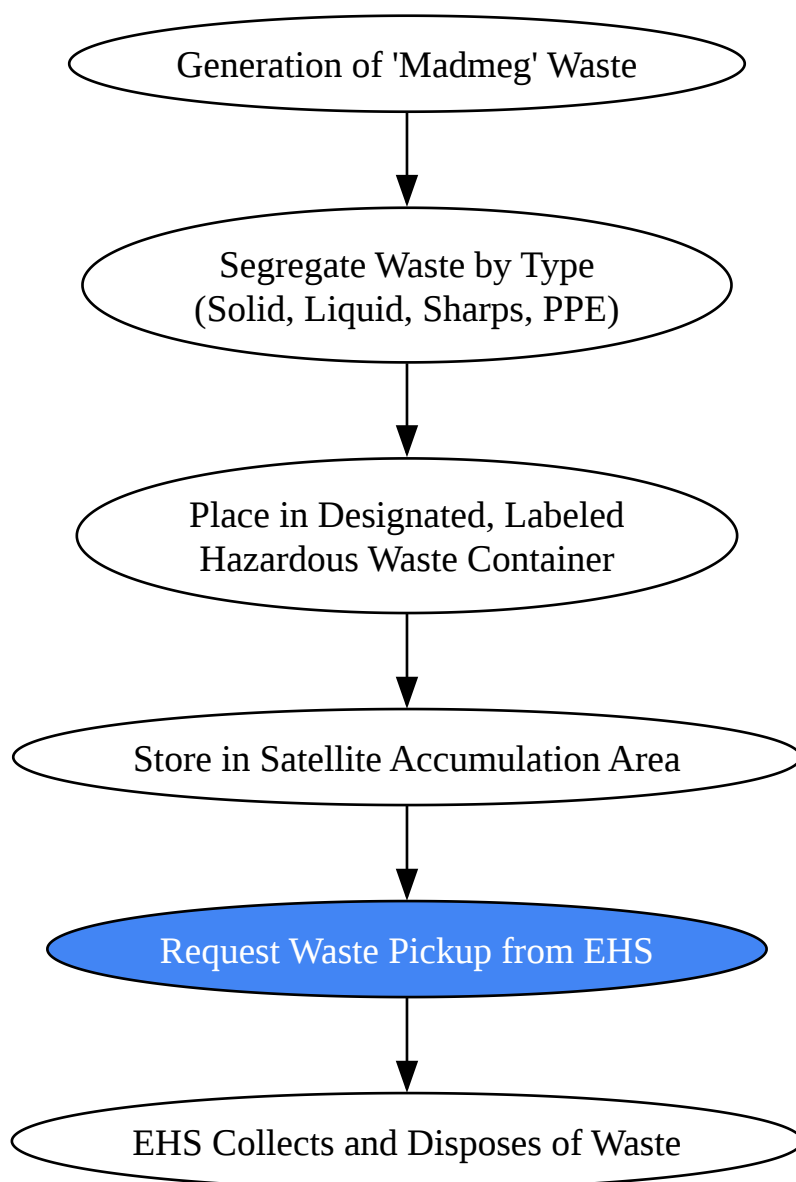 Generation of 'Madmeg' Waste
Segregate Waste by Type
(Solid, Liquid, Sharps, PPE)
Place in Designated, Labeled
Hazardous Waste Container
Store in Satellite Accumulation Area
Request Waste Pickup from EHS
EHS Collects and Disposes of Waste